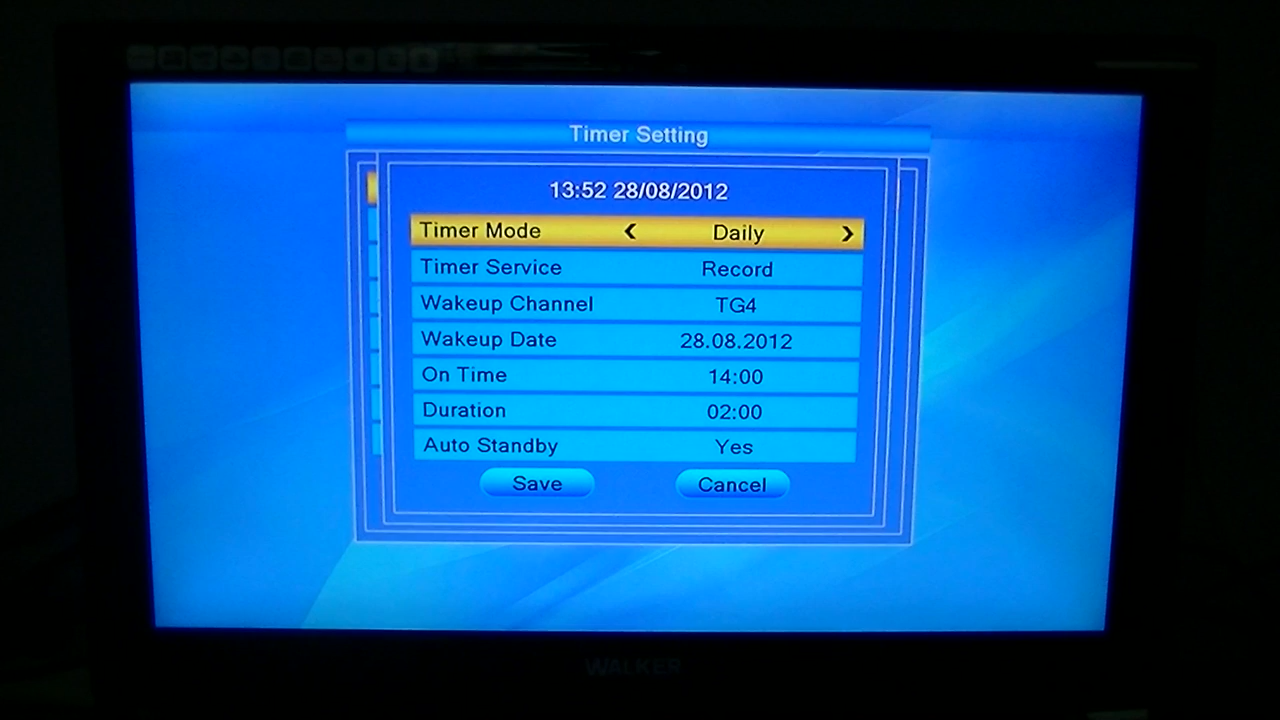 Timer Setting
13:52 28/08/2012
Timer Mode < Daily >
Timer Service Record
Wakeup Channel TG4
Wakeup Date 28.08.2012
On Time 14:00
Duration 02:00
Auto Standby Yes
Save Cancel
WALKER